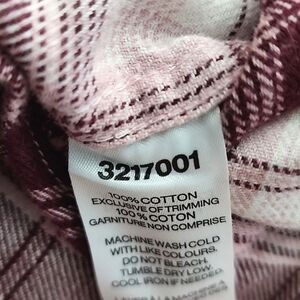 3217001
100% COTTON
EXCLUSIVE OF TRIMMING
100% COTON
GARNITURE NON COMPRISE
MACHINE WASH COLD
WITH LIKE COLOURS.
DO NOT BLEACH.
TUMBLE DRY LOW.
COOL IRON IF NEEDED.